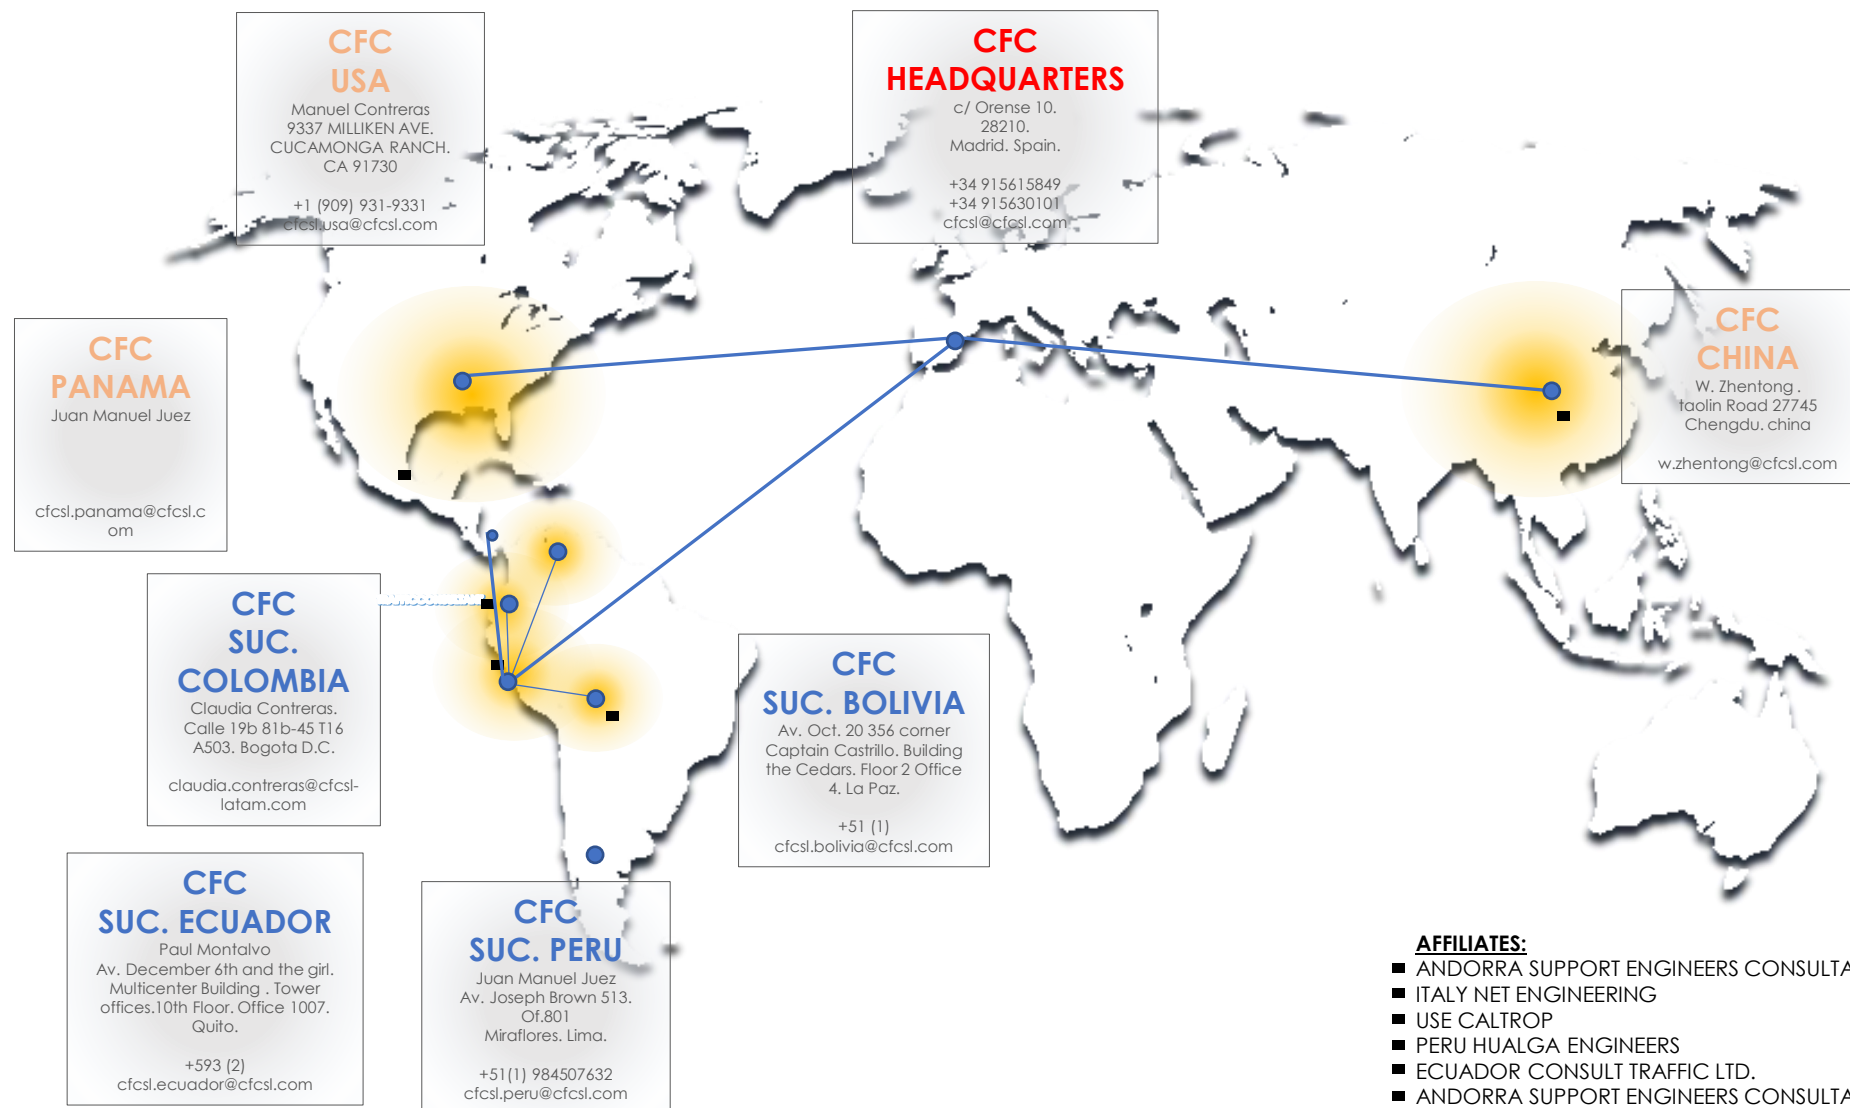 CFC
USA
Manuel Contreras
9337 MILLIKEN AVE.
CUCAMONGA RANCH.
CA 91730
+1 (909) 931-9331
cfcsl.usa@cfcsl.com
CFC
HEADQUARTERS
c/ Orense 10.
28210.
Madrid. Spain.
+34 915615849
+34 915630101
cfcsl@cfcsl.com
CFC
PANAMA
Juan Manuel Juez
cfcsl.panama@cfcsl.c
om
CFC
CHINA
W. Zhentong .
taolin Road 27745
Chengdu. china
w.zhentong@cfcsl.com
CFC
SUC.
COLOMBIA
Claudia Contreras.
Calle 19b 81b-45 T16
A503. Bogota D.C.
claudia.contreras@cfcsl-
latam.com
CFC
SUC. BOLIVIA
Av. Oct. 20 356 corner
Captain Castrillo. Building
the Cedars. Floor 2 Office
4. La Paz.
+51 (1)
cfcsl.bolivia@cfcsl.com
CFC
SUC. ECUADOR
Paul Montalvo
Av. December 6th and the girl.
Multicenter Building . Tower
offices.10th Floor. Office 1007.
Quito.
+593 (2)
cfcsl.ecuador@cfcsl.com
CFC
SUC. PERU
Juan Manuel Juez
Av. Joseph Brown 513.
Of.801
Miraflores. Lima.
+51(1) 984507632
cfcsl.peru@cfcsl.com
AFFILIATES:
ANDORRA SUPPORT ENGINEERS CONSULTA
ITALY NET ENGINEERING
USE CALTROP
PERU HUALGA ENGINEERS
ECUADOR CONSULT TRAFFIC LTD.
ANDORRA SUPPORT ENGINEERS CONSULTA